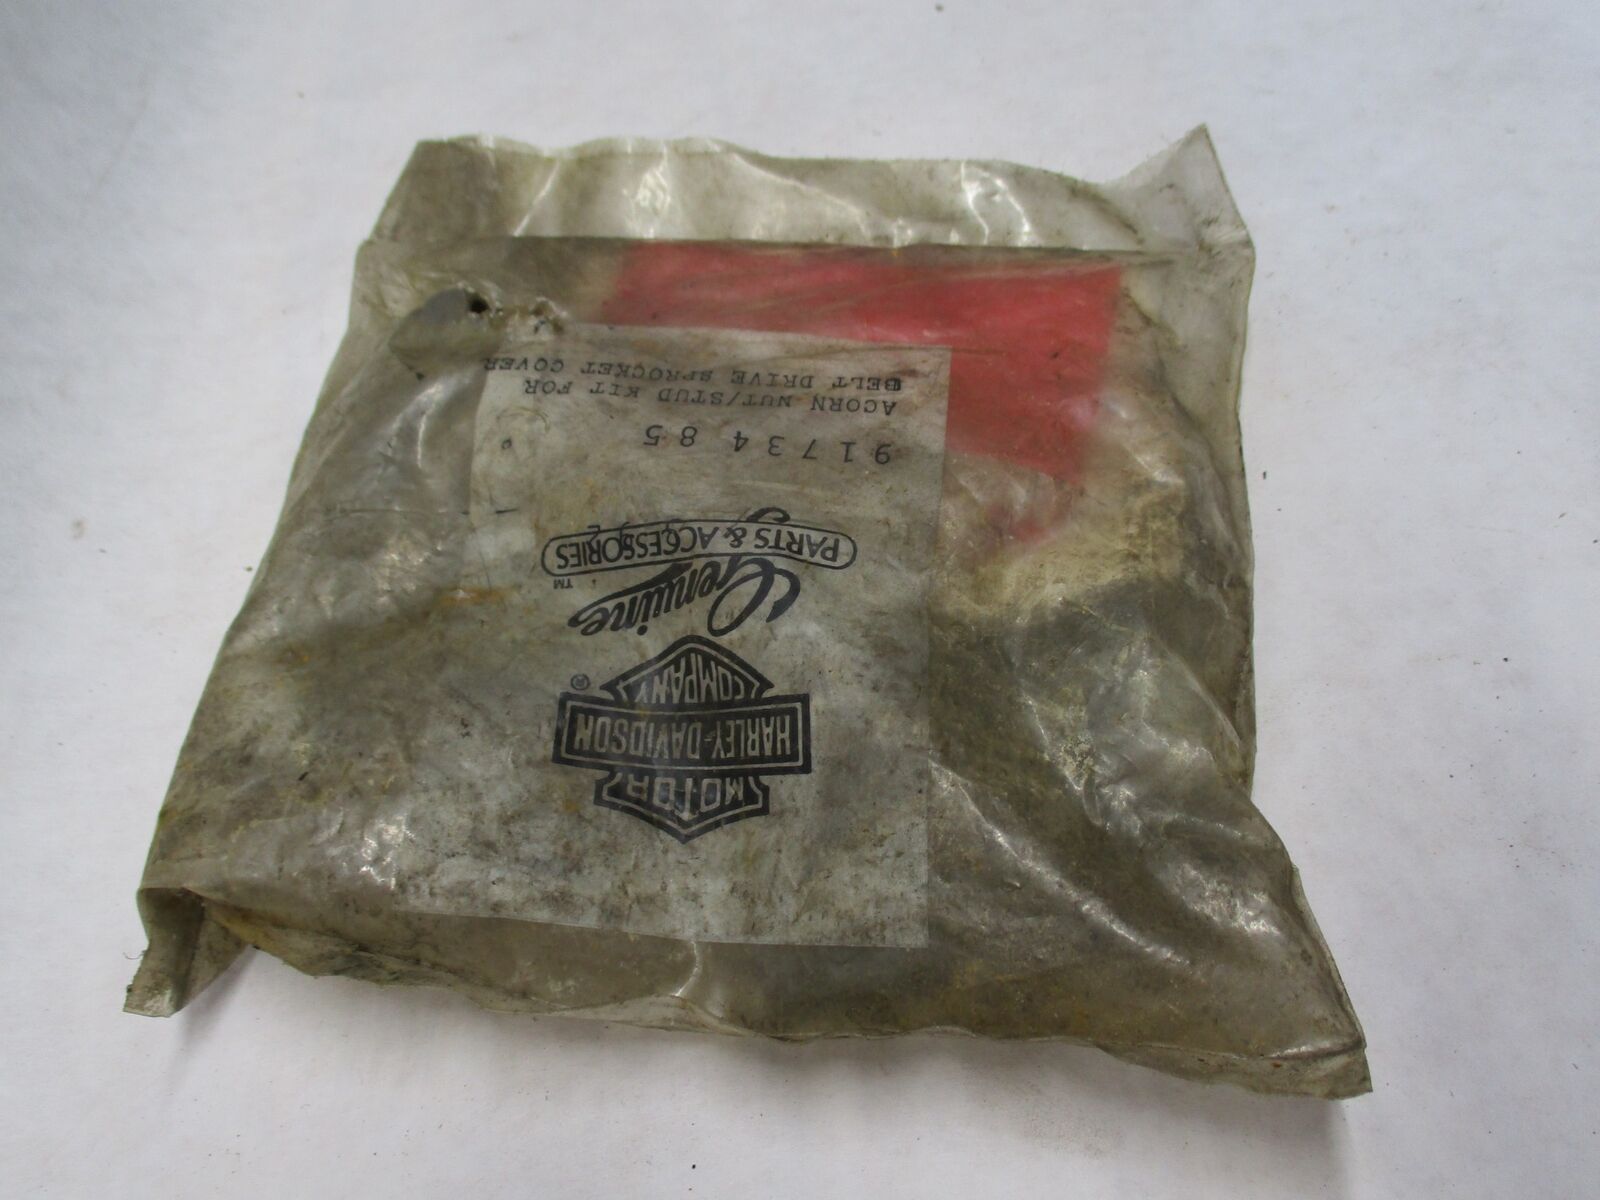 MOTOR
HARLEY-DAVIDSON
COMPANY
®
Genuine
TM
PARTS & ACCESSORIES
91734 85
ACORN NUT/STUD KIT FOR
BELT DRIVE SPROCKET COVER